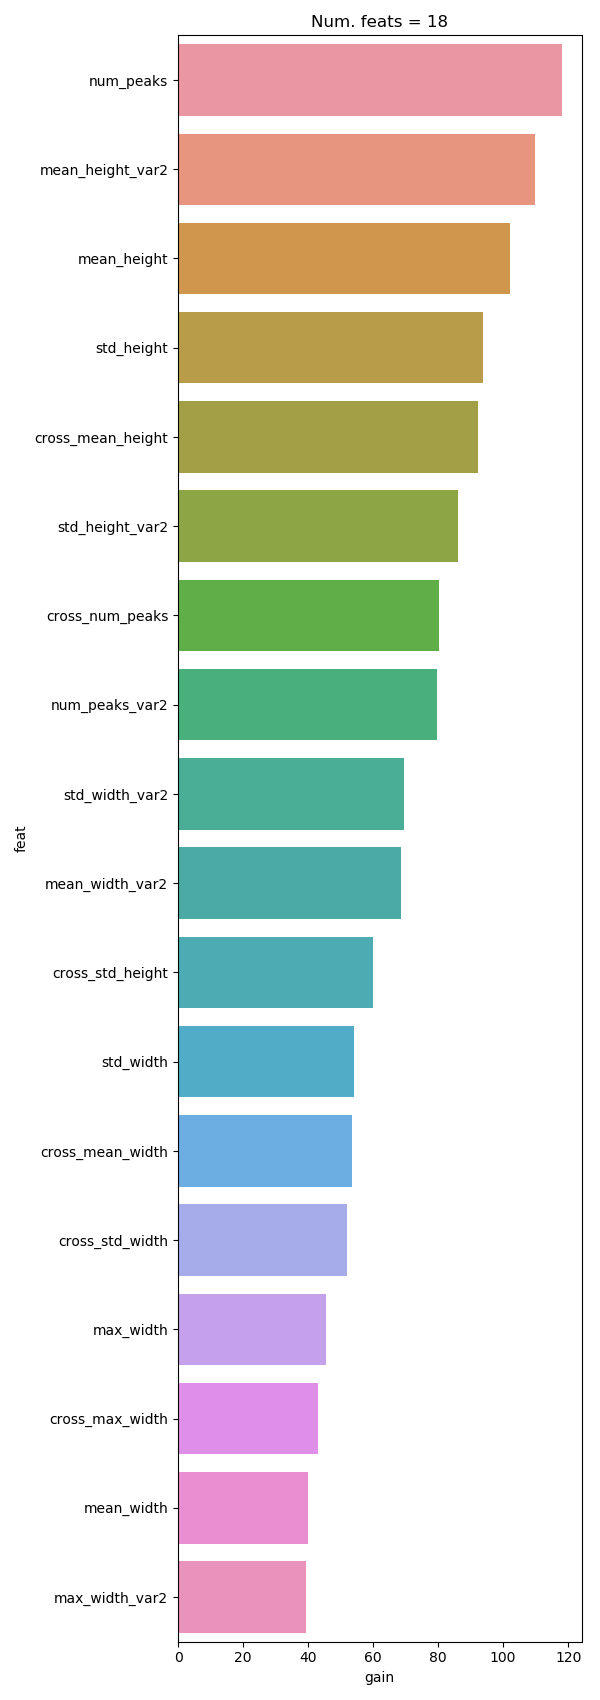 Num. feats = 18
num_peaks
mean_height_var2
mean_height
std_height
cross_mean_height
std_height_var2
cross_num_peaks
num_peaks_var2
std_width_var2
feat
mean_width_var2
cross_std_height
std_width
cross_mean_width
cross_std_width
max_width
cross_max_width
mean_width
max_width_var2
0 20 40 60 80 100 120
gain